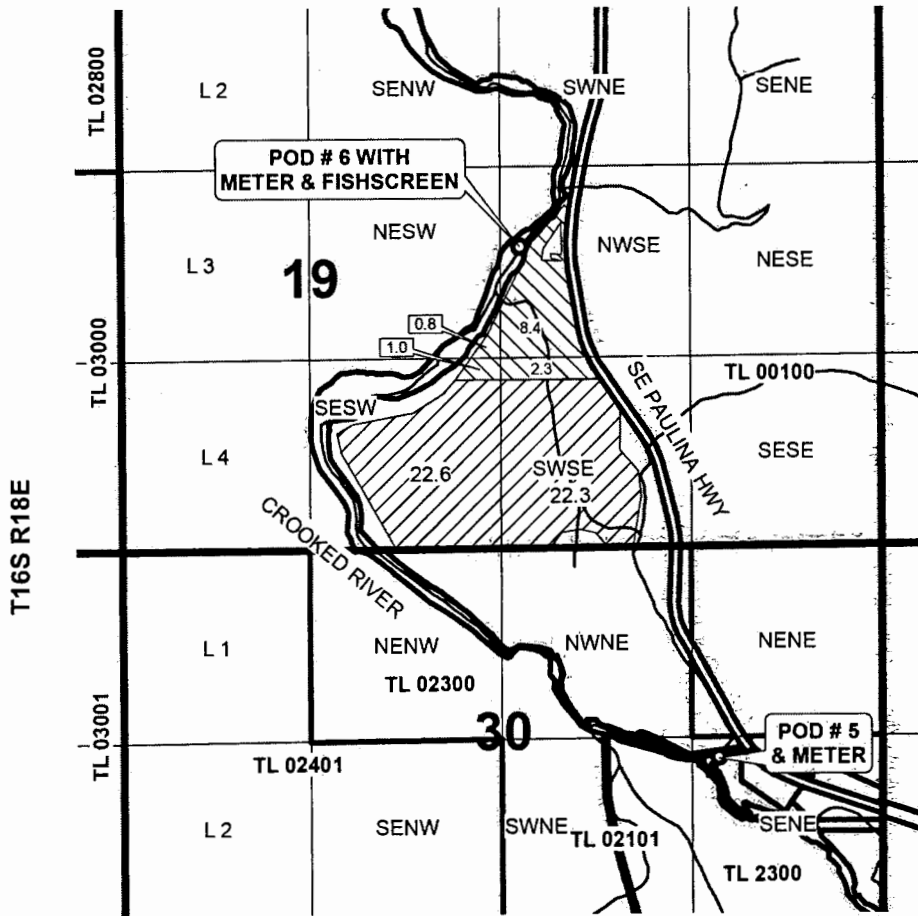 TL 02800
L 2
SENW
SWNE
SENE
POD # 6 WITH
METER & FISHSCREEN
NESW
NWSE
NESE
L 3
19
0.8
8.4
1.0
2.3
TL 03000
TL 00100
SE PAULINA HWY
SESW
L 4
22.6
SWSE
22.3
SESE
T16S R18E
CROOKED RIVER
L 1
NENW
NWNE
NENE
TL 02300
30
TL 03001
POD # 5
& METER
TL 02401
L 2
SENW
SWNE
TL 02101
SENE
TL 2300